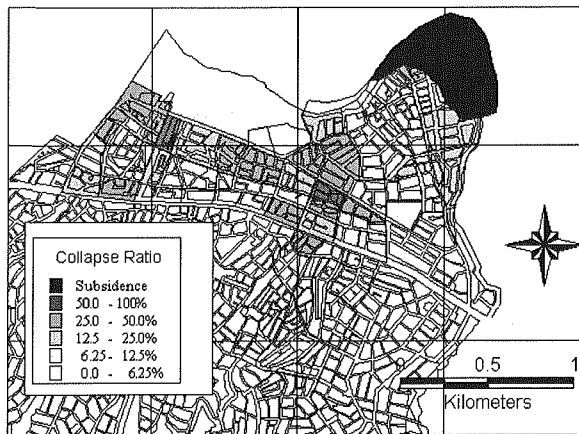 Collapse Ratio
Subsidence
50.0 - 100%
25.0 - 50.0%
12.5 - 25.0%
6.25 - 12.5%
0.0 - 6.25%
0 0.5 1
Kilometers